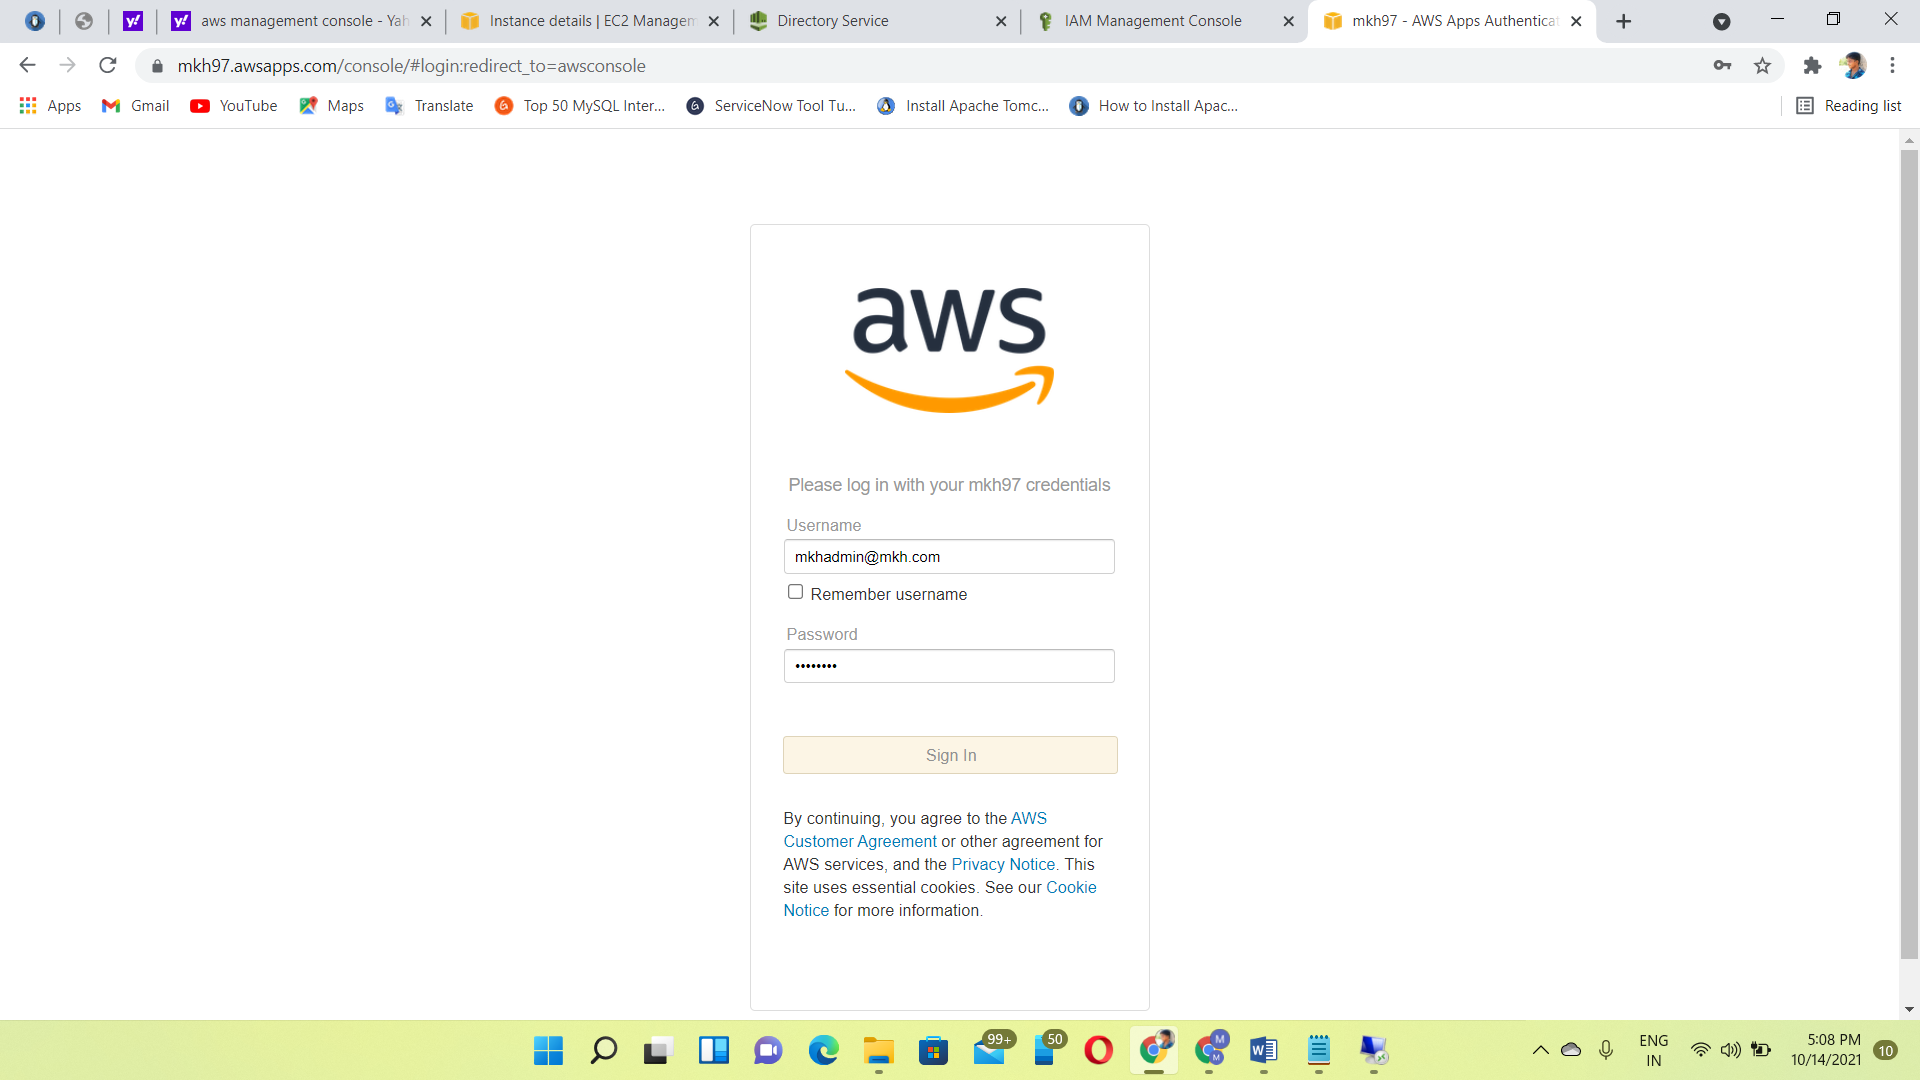 aws management console - Yah
Instance details | EC2 Managem
Directory Service
IAM Management Console
mkh97 - AWS Apps Authenticat
mkh97.awsapps.com/console/#login:redirect_to=awsconsole
Apps
Gmail
YouTube
Maps
Translate
Top 50 MySQL Inter...
ServiceNow Tool Tu...
Install Apache Tomc...
How to Install Apac...
Reading list
aws
Please log in with your mkh97 credentials
Username
mkhadmin@mkh.com
Remember username
Password
••••••••
Sign In
By continuing, you agree to the AWS
Customer Agreement or other agreement for
AWS services, and the Privacy Notice. This
site uses essential cookies. See our Cookie
Notice for more information.
99+
50
M
M
ENG
IN
5:08 PM
10/14/2021
10